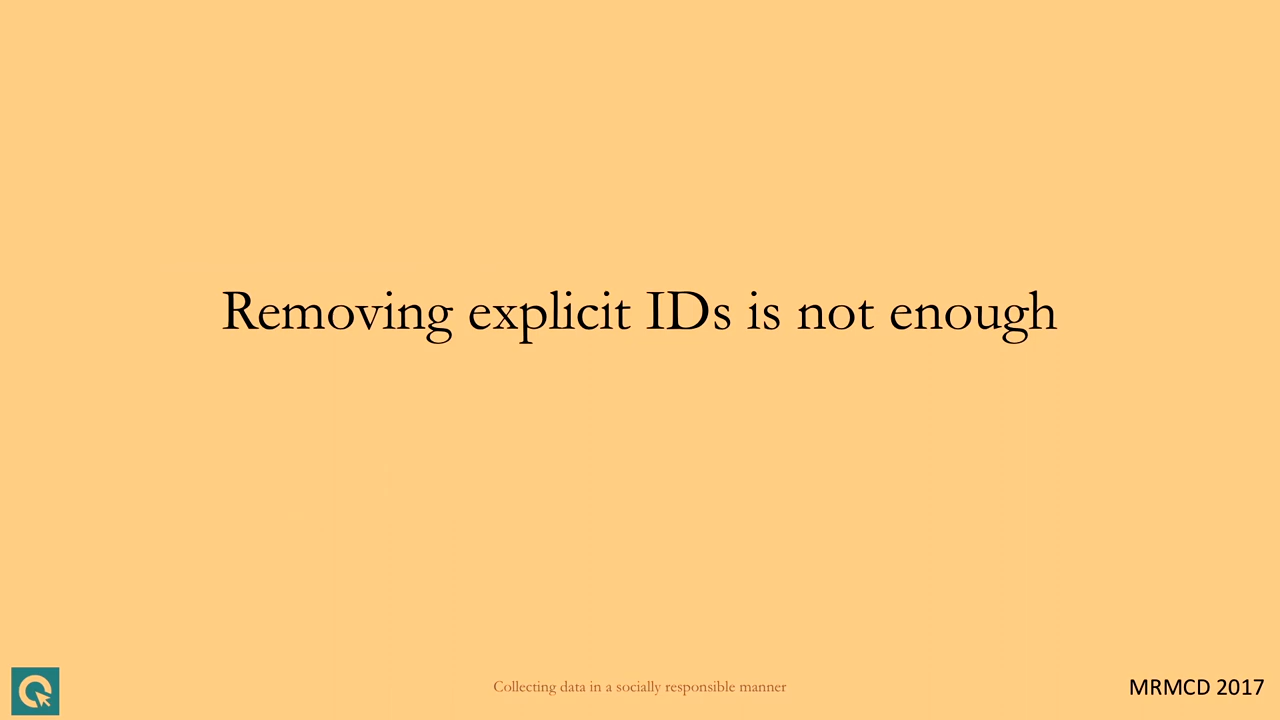 Removing explicit IDs is not enough
Collecting data in a socially responsible manner
MRMCD 2017